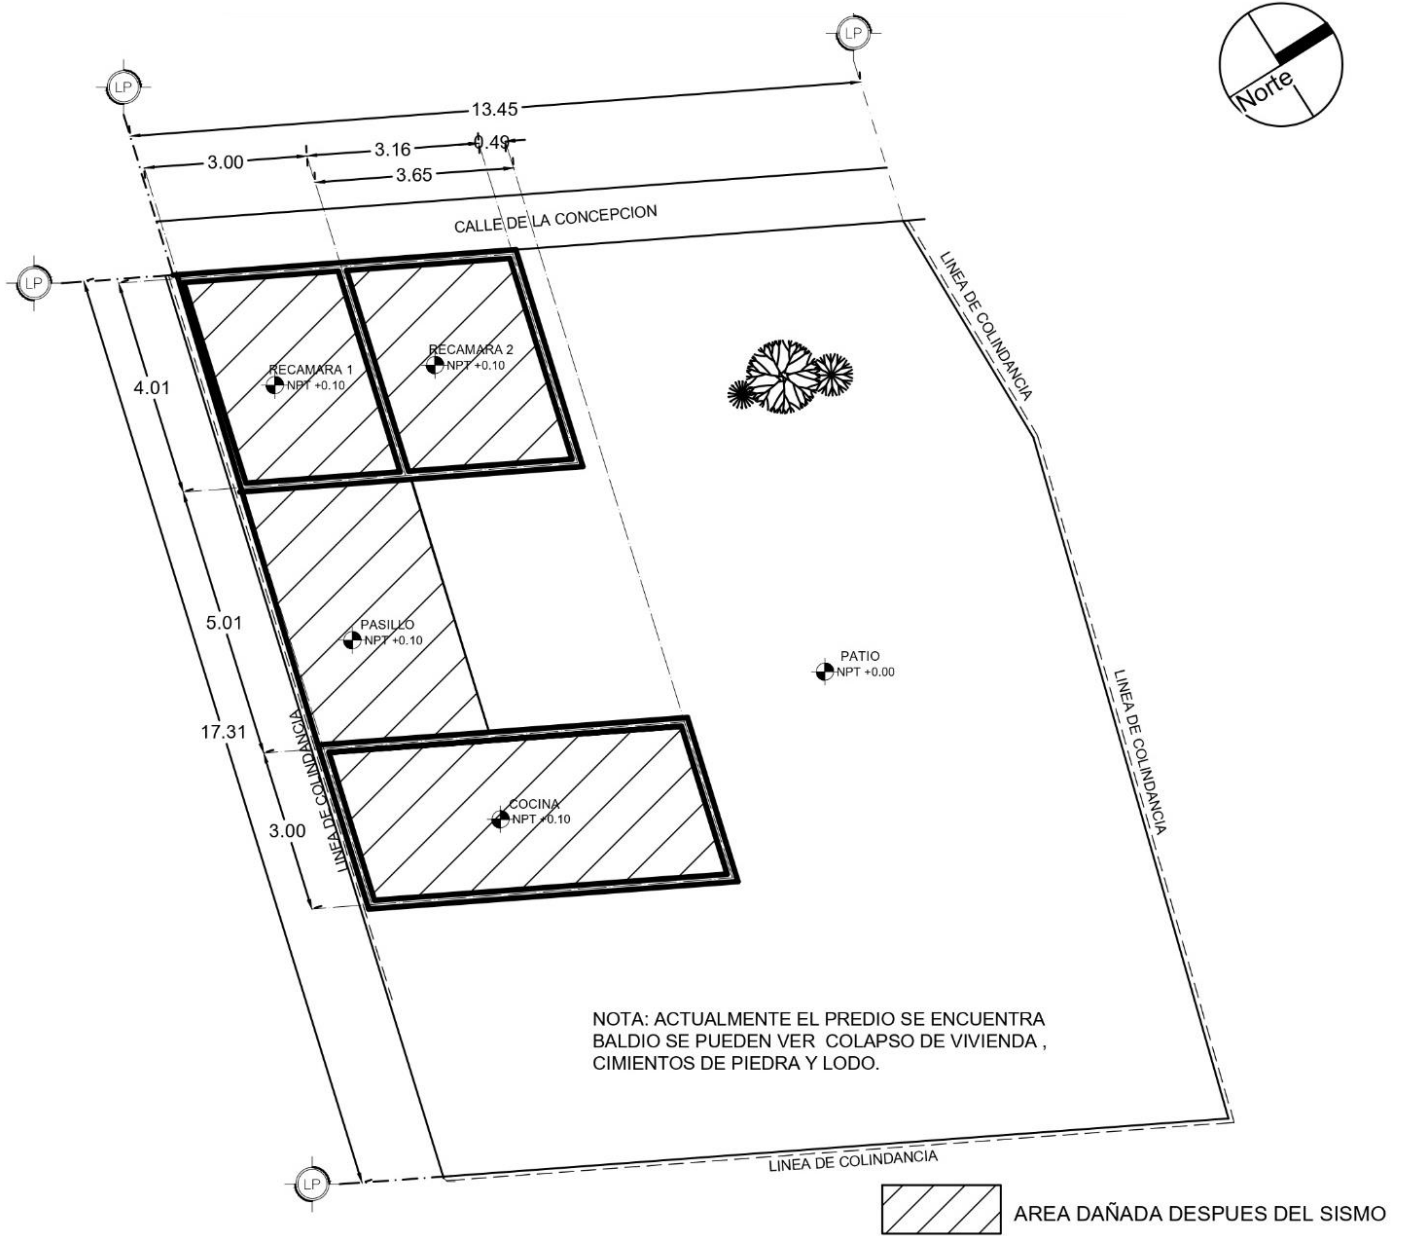 LP
LP
Norte
13.45
3.16
0.49
3.00
3.65
CALLE DE LA CONCEPCION
LP
LINEA DE COLINDANCIA
RECAMARA 2
NPT +0.10
RECAMARA 1
NPT +0.10
4.01
5.01
PASILLO
NPT +0.10
PATIO
NPT +0.00
17.31
LINEA DE COLINDANCIA
LINEA DE COLINDANCIA
COCINA
NPT +0.10
3.00
NOTA: ACTUALMENTE EL PREDIO SE ENCUENTRA
BALDIO SE PUEDEN VER COLAPSO DE VIVIENDA ,
CIMIENTOS DE PIEDRA Y LODO.
LINEA DE COLINDANCIA
LP
AREA DAÑADA DESPUES DEL SISMO